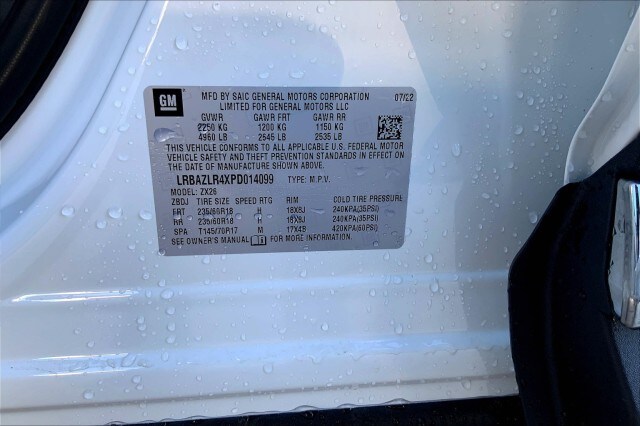 GM
MFD BY SAIC GENERAL MOTORS CORPORATION 07/22
LIMITED FOR GENERAL MOTORS LLC
GVWR GAWR FRT GAWR RR
2250 KG 1200 KG 1150 KG
4960 LB 2645 LB 2535 LB
THIS VEHICLE CONFORMS TO ALL APPLICABLE U.S. FEDERAL MOTOR
VEHICLE SAFETY AND THEFT PREVENTION STANDARDS IN EFFECT ON
THE DATE OF MANUFACTURE SHOWN ABOVE.
LRBAZLR4XPD014099 TYPE: M.P.V.
MODEL: ZX26
ZBDJ TIRE SIZE SPEED RTG RIM COLD TIRE PRESSURE
FRT 235/60R18 H 18X8J 240KPA(35PSI)
RR 235/60R18 H 18X8J 240KPA(35PSI)
SPA T145/70R17 M 17X4B 420KPA(60PSI)
SEE OWNER'S MANUAL FOR MORE INFORMATION.